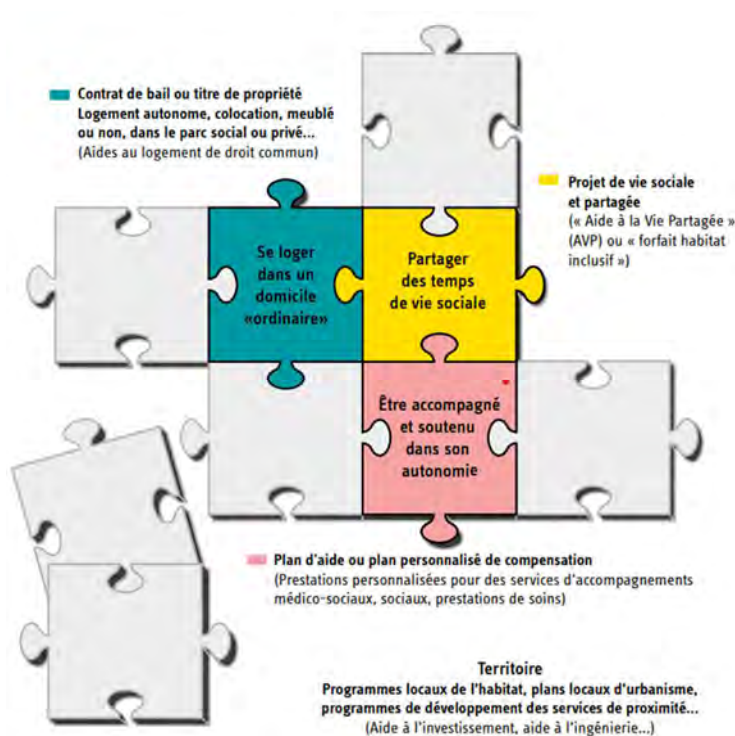 Contrat de bail ou titre de propriété
Logement autonome, colocation, meublé
ou non, dans le parc social ou privé...
(Aides au logement de droit commun)
Projet de vie sociale
et partagée
(« Aide à la Vie Partagée »
(AVP) ou « forfait habitat
inclusif »)
Se loger
dans un
domicile
«ordinaire»
Partager
des temps
de vie sociale
Être accompagné
et soutenu
dans son
autonomie
Plan d'aide ou plan personnalisé de compensation
(Prestations personnalisées pour des services d'accompagnements
médico-sociaux, sociaux, prestations de soins)
Territoire
Programmes locaux de l'habitat, plans locaux d'urbanisme,
programmes de développement des services de proximité...
(Aide à l'investissement, aide à l'ingénierie...)